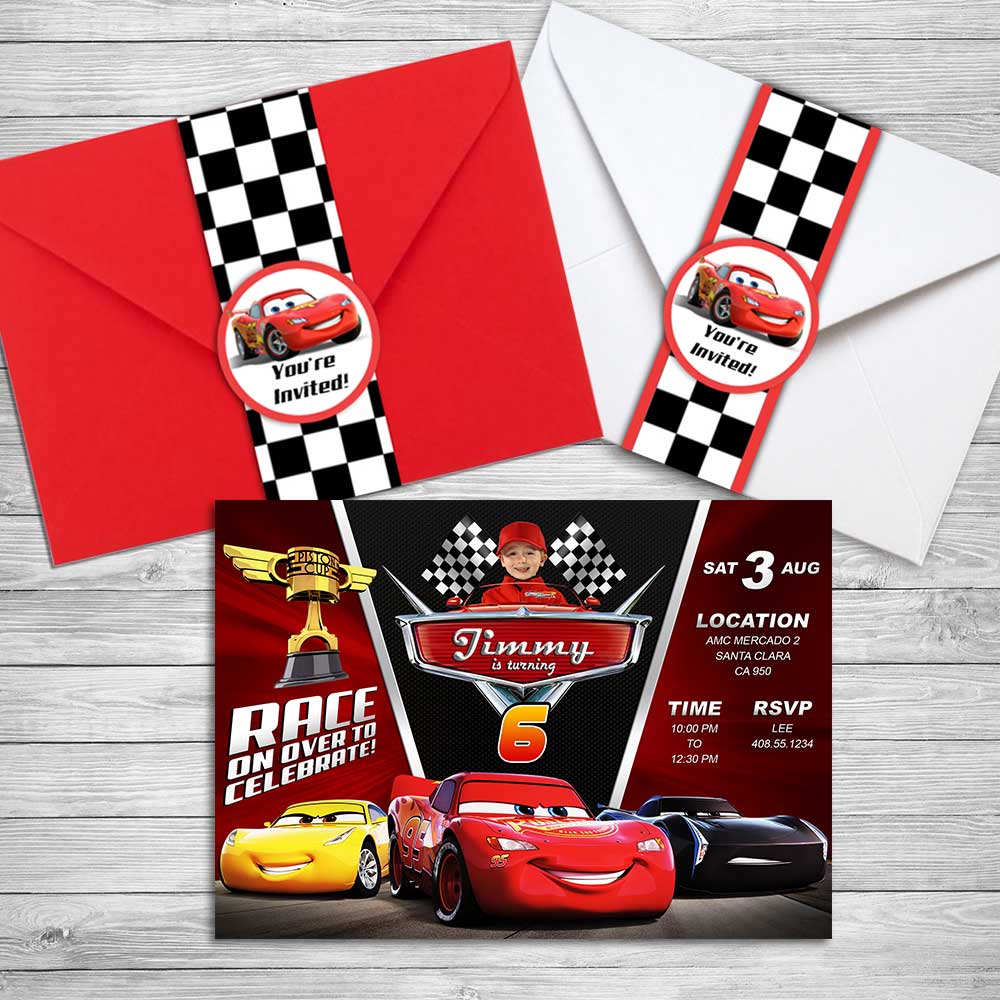 You're
Invited!
You're
Invited!
PISTON
CUP
RACE
ON OVER TO
CELEBRATE!
Jimmy
is turning
6
SAT 3 AUG
LOCATION
AMC MERCADO 2
SANTA CLARA
CA 950
TIME
10:00 PM
TO
12:30 PM
RSVP
LEE
408.55.1234
95
95